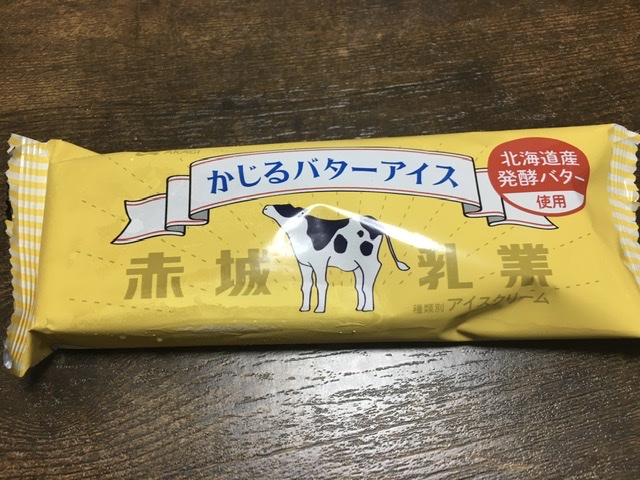 かじるバターアイス
北海道産
発酵バター
使用
赤城 乳業
種類別 アイスクリーム